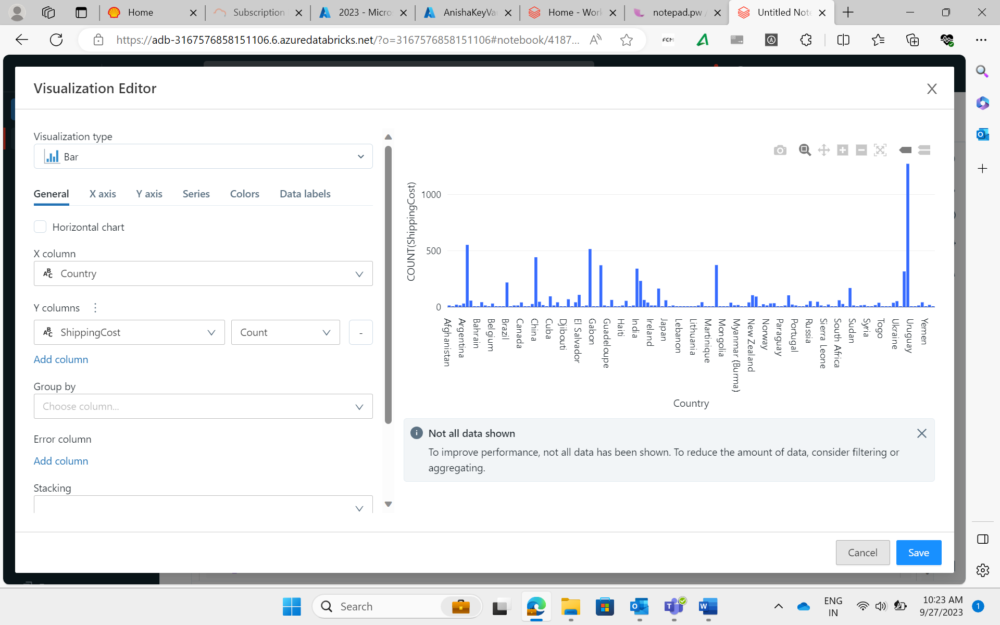 Home
Subscription
2023 - Micro
AnishaKeyVa
Home - Work
notepad.pw
Untitled Note
https://adb-3167576858151106.6.azuredatabricks.net/?o=3167576858151106#notebook/4187...
FCM
Visualization Editor
Visualization type
Bar
General X axis Y axis Series Colors Data labels
Horizontal chart
X column
Country
Y columns
ShippingCost
Count
-
Add column
Group by
Choose column...
Error column
Add column
Stacking
COUNT(ShippingCost)
1000
500
0
Afghanistan
Argentina
Bahrain
Belgium
Brazil
Canada
China
Cuba
Djibouti
El Salvador
Gabon
Guadeloupe
Haiti
India
Ireland
Japan
Lebanon
Lithuania
Martinique
Mongolia
Myanmar (Burma)
New Zealand
Norway
Paraguay
Portugal
Russia
Sierra Leone
South Africa
Sudan
Syria
Togo
Ukraine
Uruguay
Yemen
Country
Not all data shown
To improve performance, not all data has been shown. To reduce the amount of data, consider filtering or
aggregating.
Cancel
Save
Search
ENG
IN
10:23 AM
9/27/2023
1